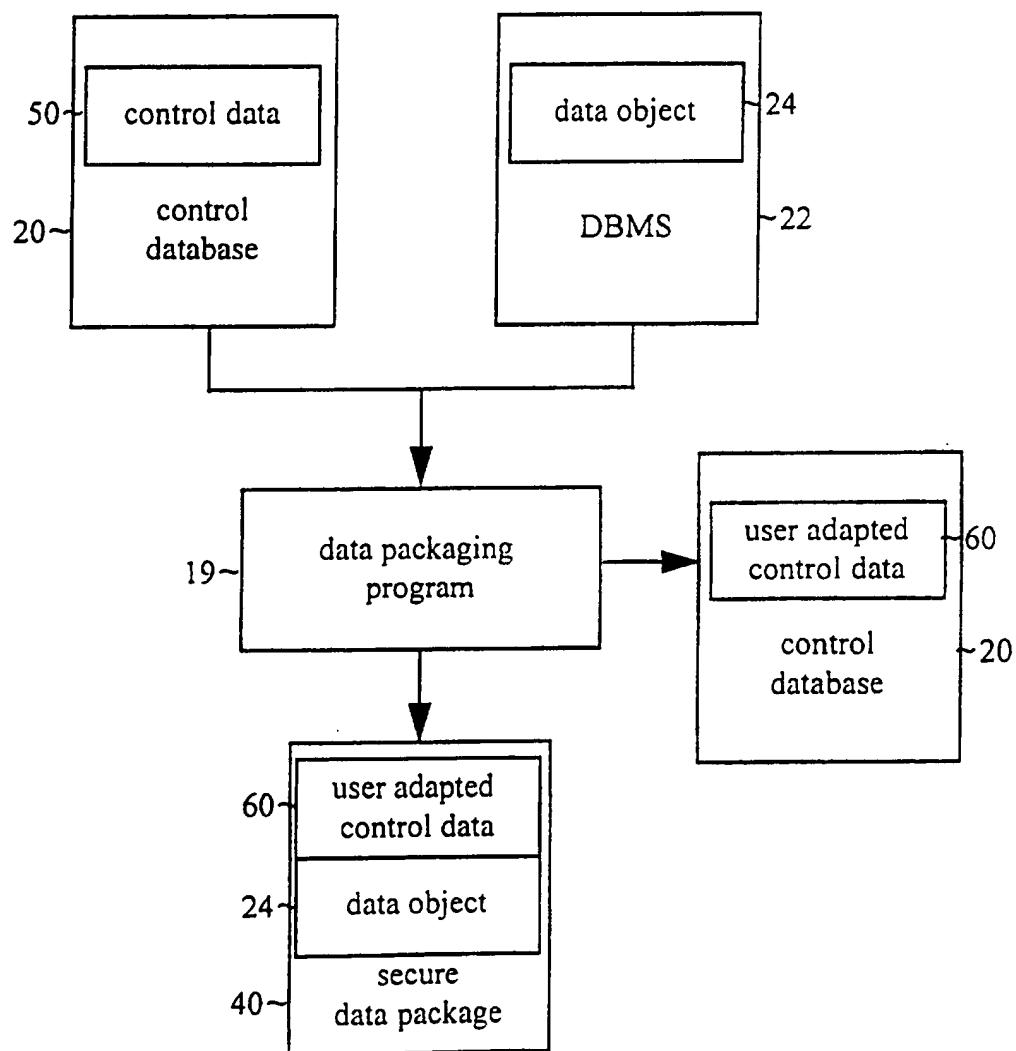 50~ control data
data object ~24
20~ control
database
DBMS ~22
19~ data packaging
program
user adapted ~60
control data
control ~20
database
60~ user adapted
control data
24~ data object
40~ secure
data package